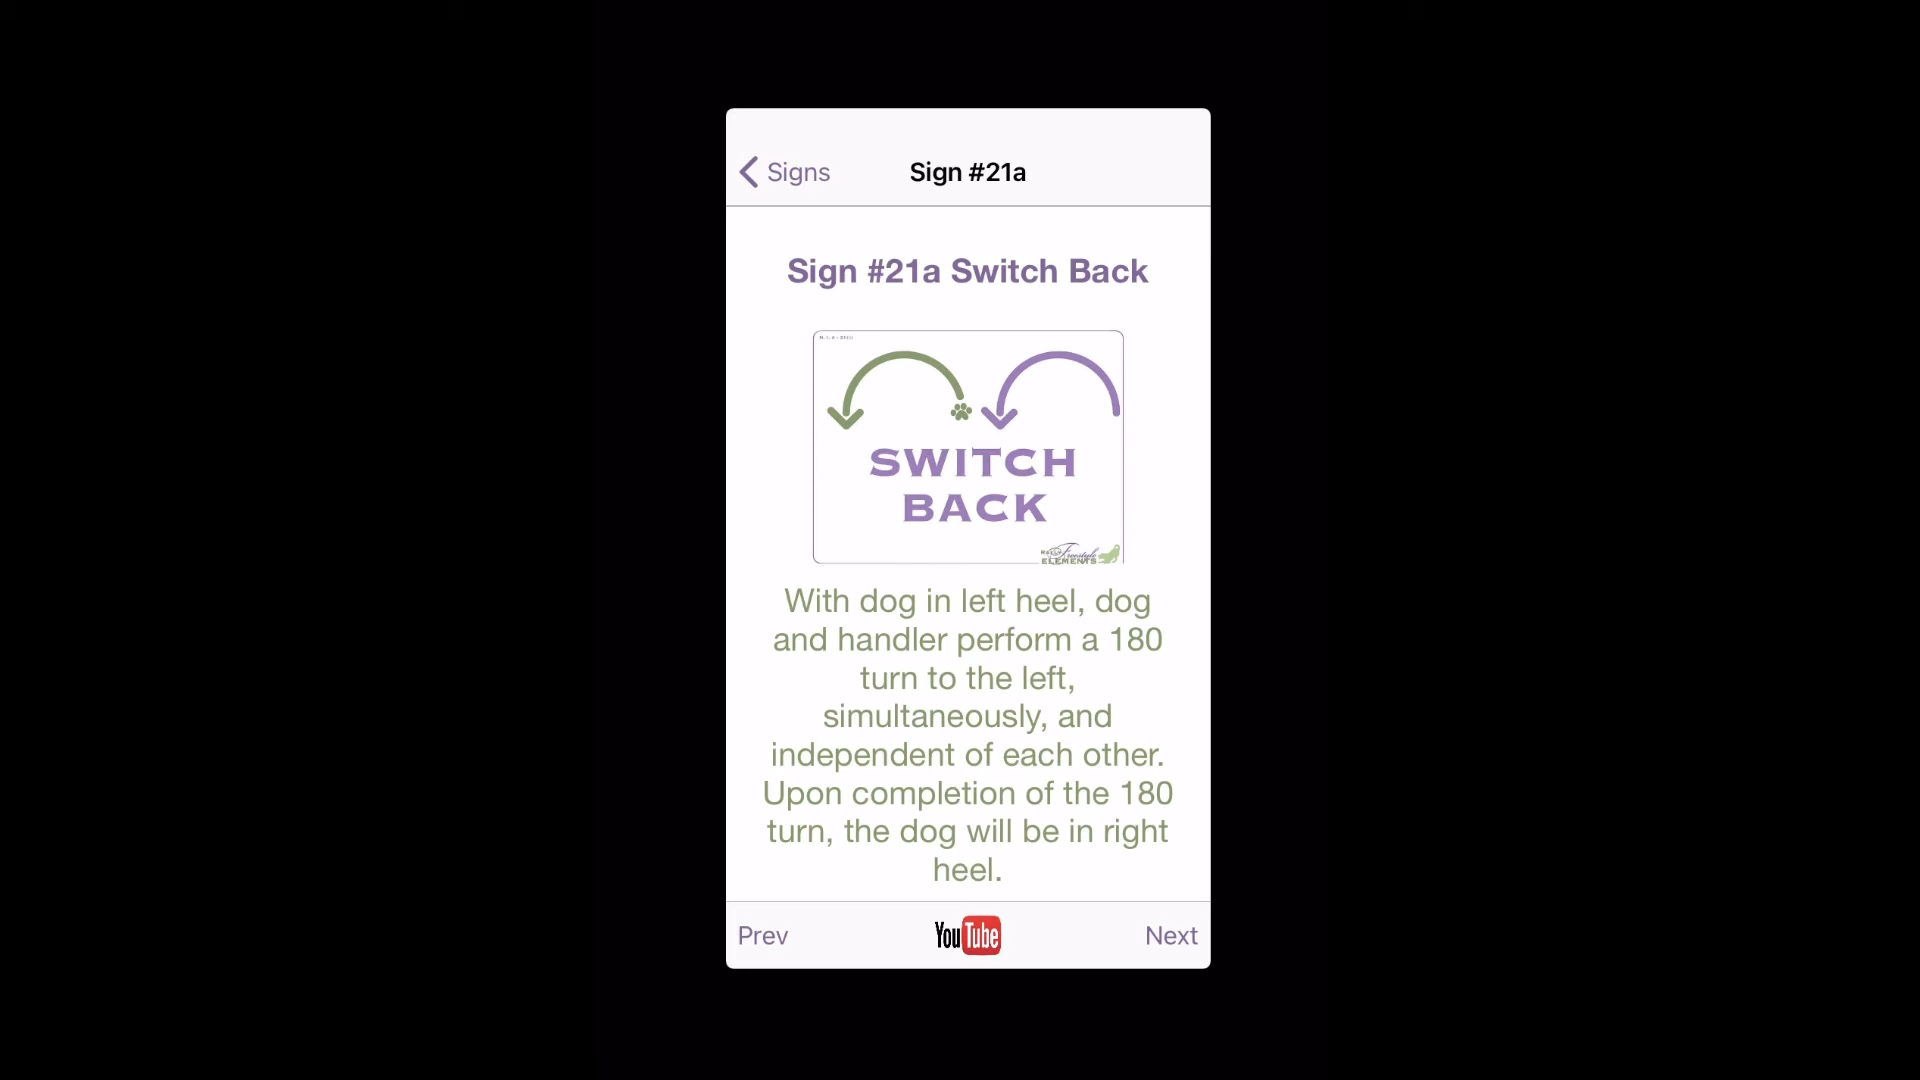 Signs
Sign #21a
Sign #21a Switch Back
SWITCH
BACK
Freestyle
ELEMENTS
With dog in left heel, dog
and handler perform a 180
turn to the left,
simultaneously, and
independent of each other.
Upon completion of the 180
turn, the dog will be in right
heel.
Prev
YouTube
Next